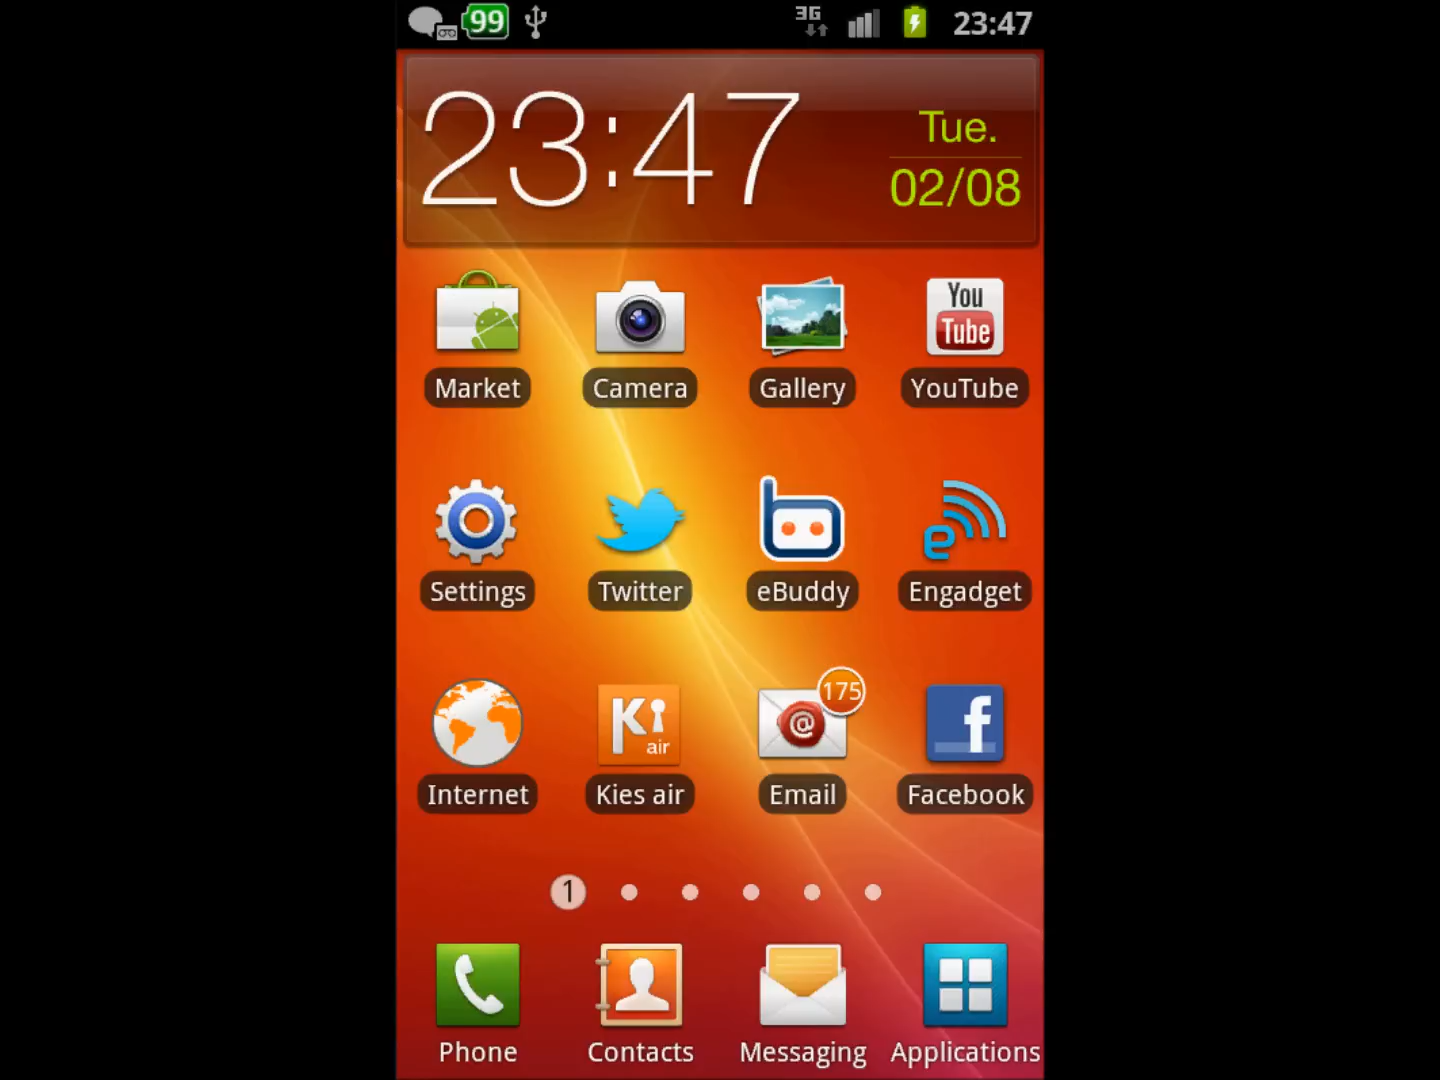 99 3G 23:47
23:47 Tue.
02/08
You
Tube
Market Camera Gallery YouTube
e
Settings Twitter eBuddy Engadget
175
Ki
air
@
f
Internet Kies air Email Facebook
1
Phone Contacts Messaging Applications